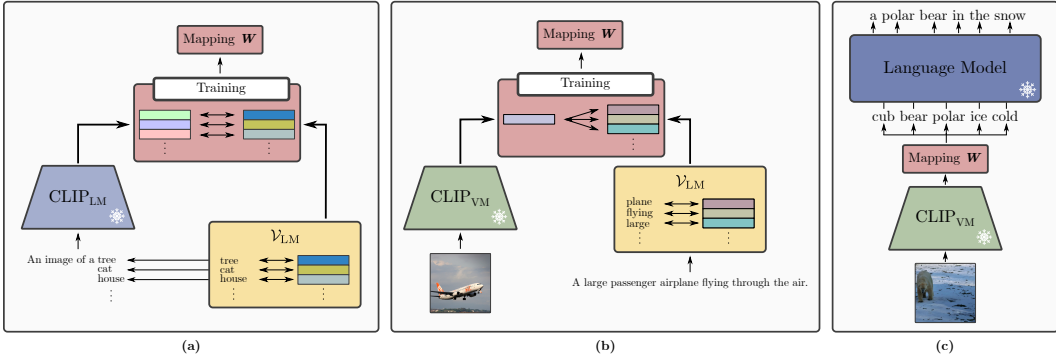 Mapping W
Training
CLIP_LM
V_LM
An image of a tree
cat
house
⋮
tree
cat
house
⋮
(a)
Mapping W
Training
CLIP_VM
V_LM
plane
flying
large
⋮
A large passenger airplane flying through the air.
(b)
a polar bear in the snow
Language Model
cub bear polar ice cold
Mapping W
CLIP_VM
(c)